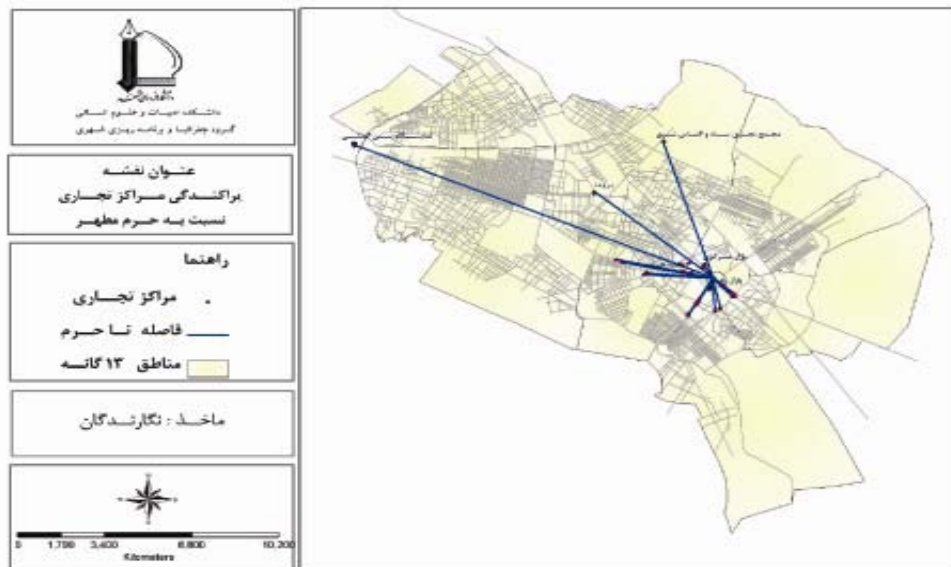 دانشکده ادبیات و علوم انسانی
گروه جغرافیا و برنامه ریزی شهری
عنوان نقشه
پراکندگی مراکز تجاری
نسبت به حرم مطهر
راهنما
مراکز تجاری
فاصله تا حرم
مناطق ۱۳ گانه
ماخذ : نگارندگان
0 1,700 3,400 6,800 10,200
Kilometers
مجتمع تجاری